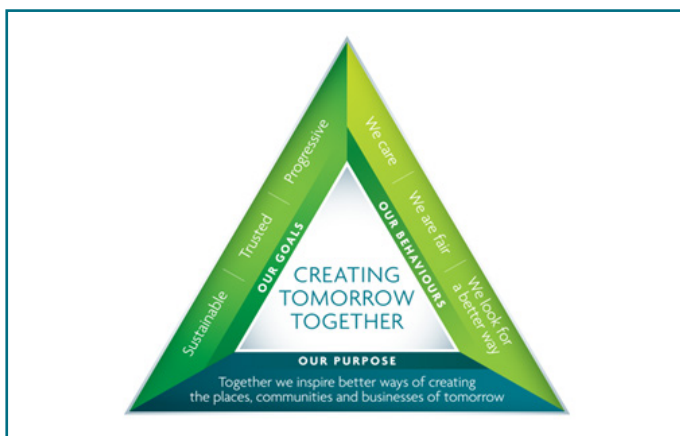 Sustainable | Trusted | Progressive
OUR GOALS
We care | We are fair | We look for
a better way
OUR BEHAVIOURS
CREATING
TOMORROW
TOGETHER
OUR PURPOSE
Together we inspire better ways of creating
the places, communities and businesses of tomorrow